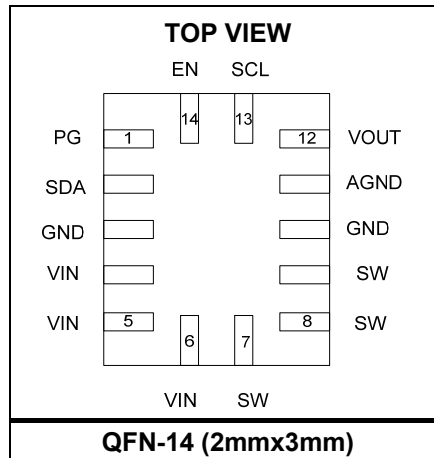 TOP VIEW
EN SCL
14 13
PG 1 12 VOUT
SDA AGND
GND GND
VIN SW
VIN 5 8 SW
6 7
VIN SW
QFN-14 (2mmx3mm)